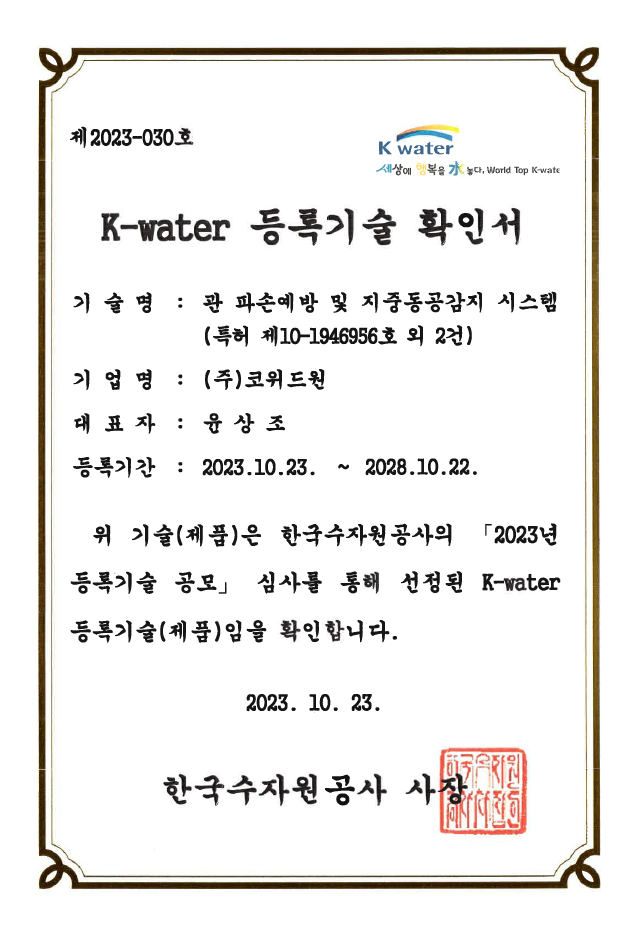 제2023-030호
K water
세상에 행복을 水놓다, World Top K-wate
K-water 등록기술 확인서
기 술 명 : 관 파손예방 및 지중동공감지 시스템
(특허 제10-1946956호 외 2건)
기 업 명 : (주)코위드원
대 표 자 : 윤 상 조
등록기간 : 2023.10.23. ~ 2028.10.22.
위 기술(제품)은 한국수자원공사의 「2023년
등록기술 공모」 심사를 통해 선정된 K-water
등록기술(제품)임을 확인합니다.
2023. 10. 23.
한국수자원공사 사장